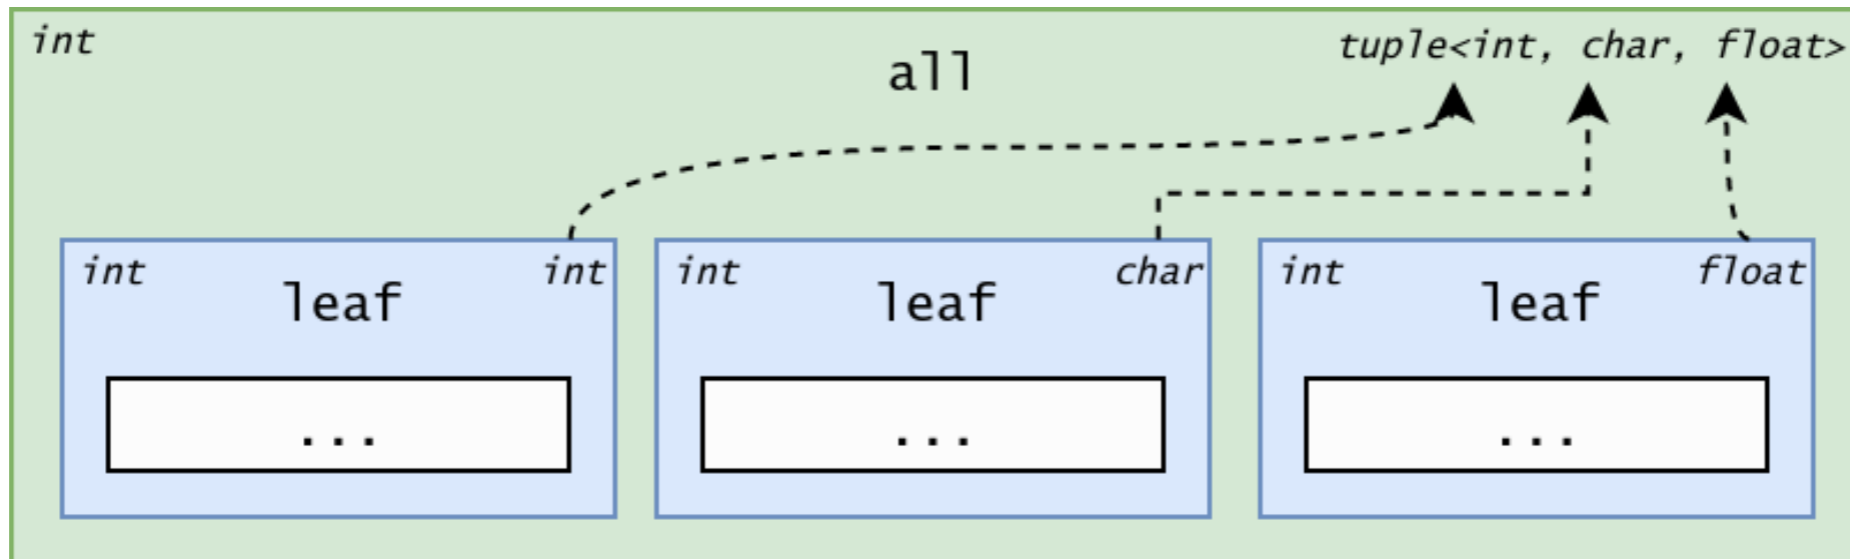 int
all
tuple<int, char, float>
int
leaf
int
...
int
leaf
char
...
int
leaf
float
...